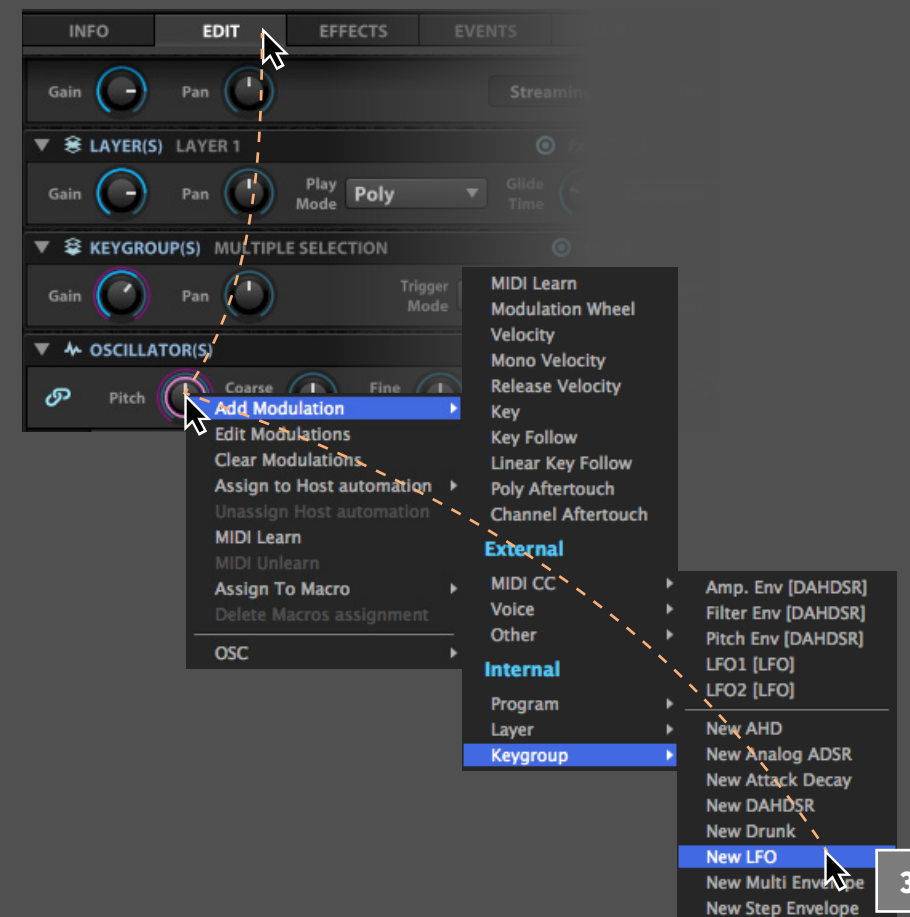 INFO EDIT EFFECTS EVENTS
Gain Pan Streaming
LAYER(S) LAYER 1
Gain Pan Play Mode Poly Glide Time
KEYGROUP(S) MULTIPLE SELECTION
Gain Pan Trigger Mode
OSCILLATOR(S)
Pitch Coarse Fine
Add Modulation
Edit Modulations
Clear Modulations
Assign to Host automation
Unassign Host automation
MIDI Learn
MIDI Unlearn
Assign To Macro
Delete Macros assignment
OSC
MIDI Learn
Modulation Wheel
Velocity
Mono Velocity
Release Velocity
Key
Key Follow
Linear Key Follow
Poly Aftertouch
Channel Aftertouch
External
MIDI CC
Voice
Other
Internal
Program
Layer
Keygroup
Amp. Env [DAHDSR]
Filter Env [DAHDSR]
Pitch Env [DAHDSR]
LFO1 [LFO]
LFO2 [LFO]
New AHD
New Analog ADSR
New Attack Decay
New DAHDSR
New Drunk
New LFO
New Multi Envelope
New Step Envelope
3